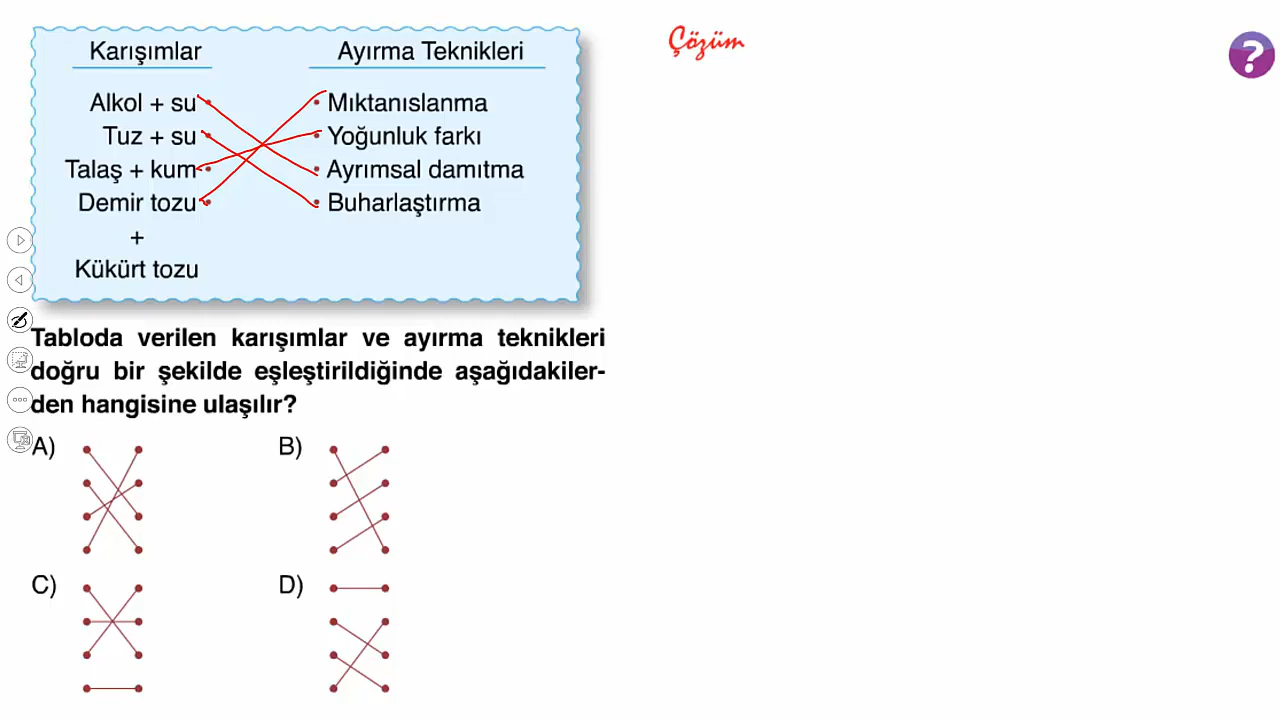 Karışımlar Ayırma Teknikleri
Alkol + su Mıktanıslanma
Tuz + su Yoğunluk farkı
Talaş + kum Ayrımsal damıtma
Demir tozu Buharlaştırma
+
Kükürt tozu
Tabloda verilen karışımlar ve ayırma teknikleri
doğru bir şekilde eşleştirildiğinde aşağıdakiler-
den hangisine ulaşılır?
A) B)
C) D)
Çözüm
?